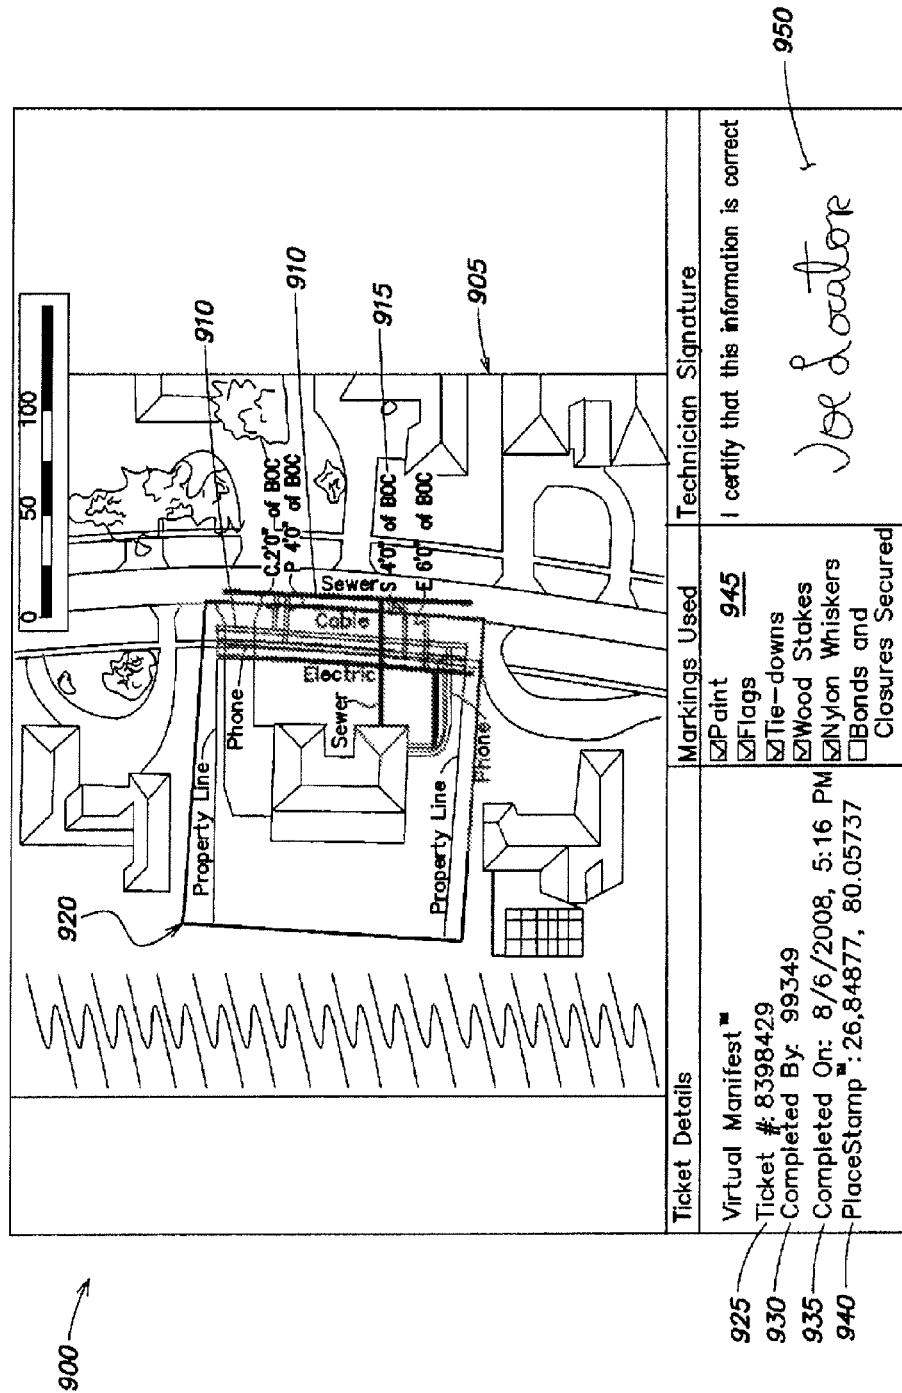 900
0 50 100
920
910
910
915
905
Property Line
Phone
Electric
Cable
Sewer
Sewer
C 2'0" of BOC
P 4'0" of BOC
S 4'0" of BOC
E 6'0" of BOC
Property Line
Phone
Ticket Details
Virtual Manifest™
925 Ticket #: 8398429
930 Completed By: 99349
935 Completed On: 8/6/2008, 5:16 PM
940 PlaceStamp™: 26,84877, 80.05737
Markings Used
945
☑Paint
☑Flags
☑Tie-downs
☑Wood Stakes
☑Nylon Whiskers
☐Bonds and
Closures Secured
Technician Signature
I certify that this information is correct
Joe Locator
950